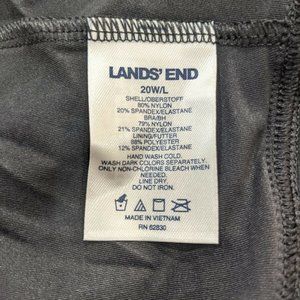 LANDS' END
20W/L
SHELL/OBERSTOFF
80% NYLON
20% SPANDEX/ELASTANE
BRA/BH
79% NYLON
21% SPANDEX/ELASTANE
LINING/FUTTER
88% POLYESTER
12% SPANDEX/ELASTANE
HAND WASH COLD.
WASH DARK COLORS SEPARATELY.
ONLY NON-CHLORINE BLEACH WHEN
NEEDED.
LINE DRY.
DO NOT IRON.
MADE IN VIETNAM
RN 62830